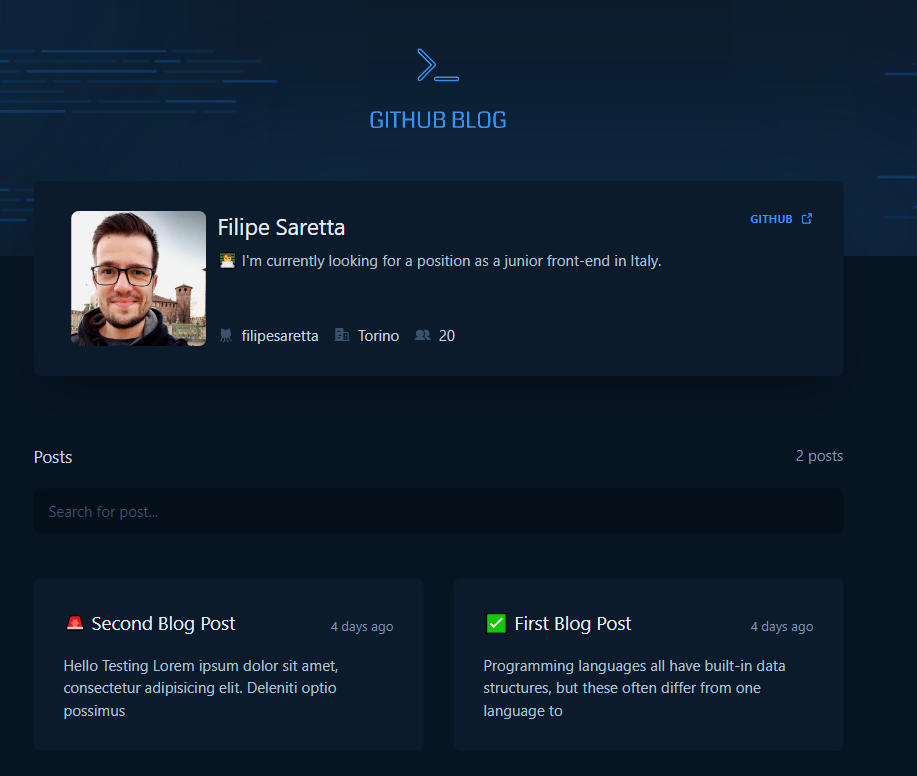 GITHUB BLOG
Filipe Saretta
GITHUB
👨‍💻 I'm currently looking for a position as a junior front-end in Italy.
filipesaretta Torino 20
Posts
2 posts
Search for post...
🚨 Second Blog Post
4 days ago
Hello Testing Lorem ipsum dolor sit amet,
consectetur adipisicing elit. Deleniti optio
possimus
✅ First Blog Post
4 days ago
Programming languages all have built-in data
structures, but these often differ from one
language to